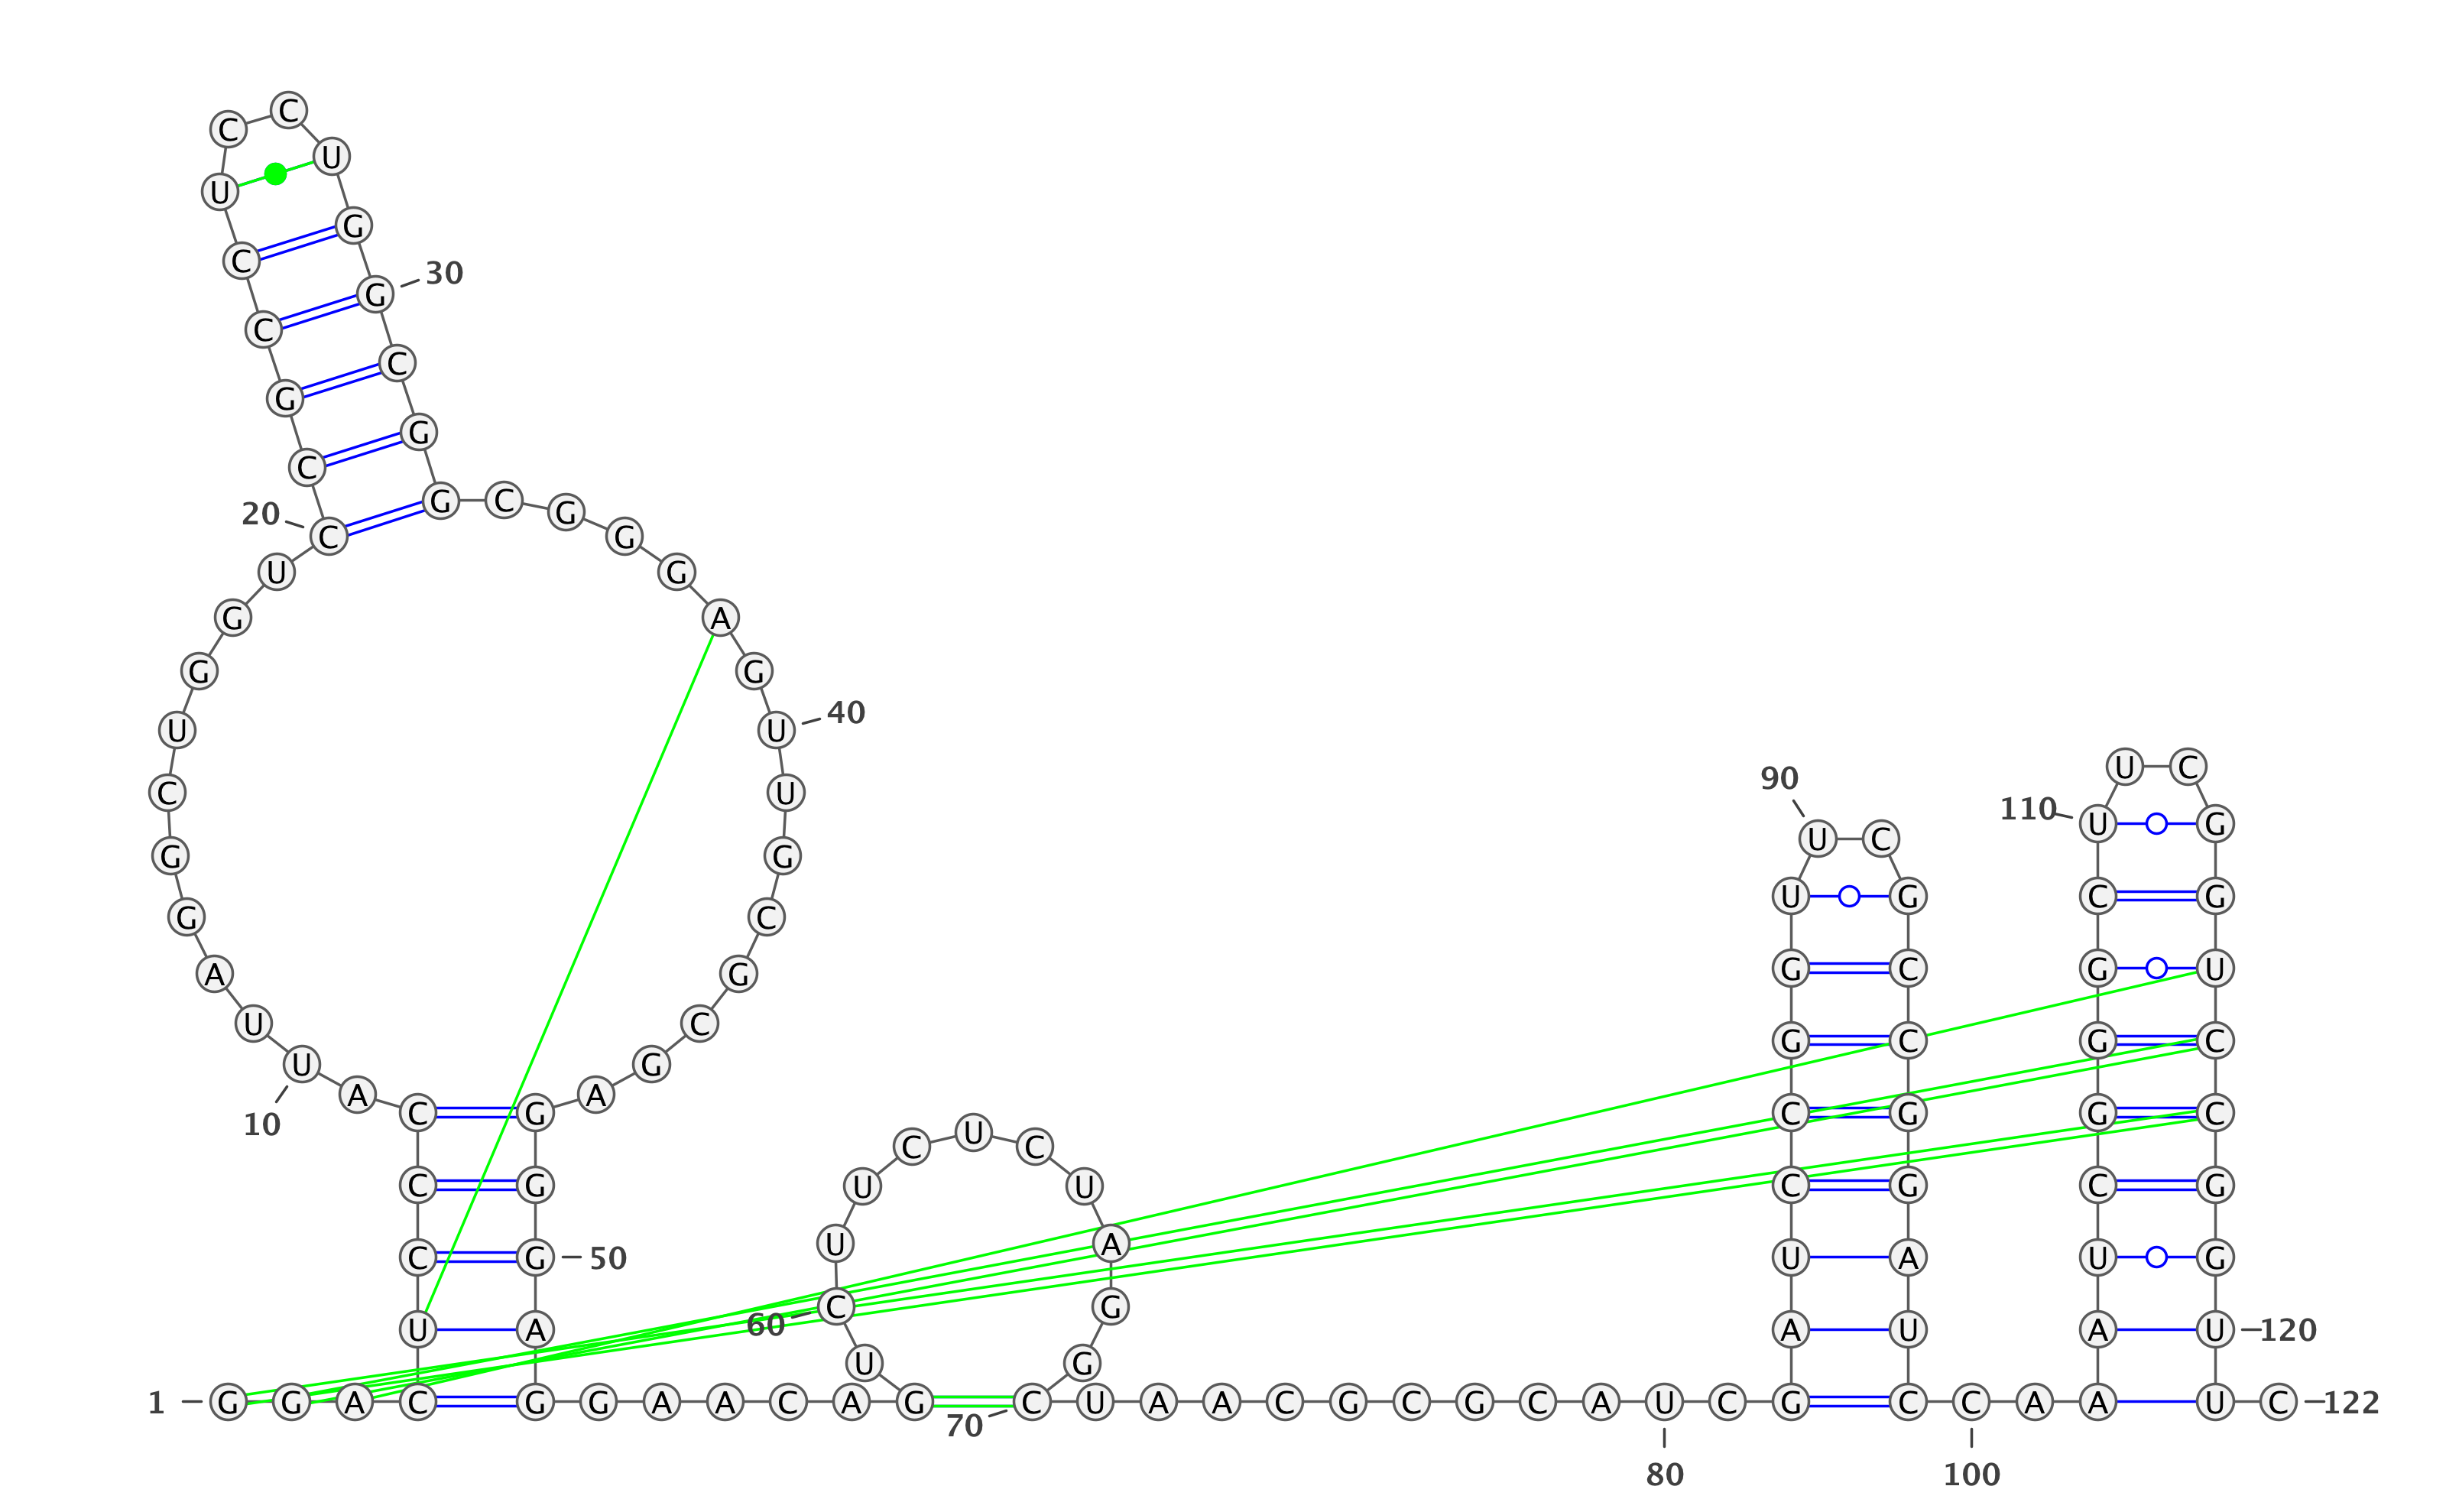 C
C
U
U
G
C
30
G
C
C
G
G
C
G C G
20
C G
U G
G A
G G
40
U U
U C
90
C U
110 U G
U C
G G
U G C G
G C
G C G U
A G
U C
G C G C
U G
A A
C G C G G C
10
U
C C
C G U U C G C G
U A
C G 50 U A U G
C G
60
U A A U A U 120
U G
1 G G A C G G A A C A G C U A A C G C G C A U C G C C A A U C 122
70
80 100